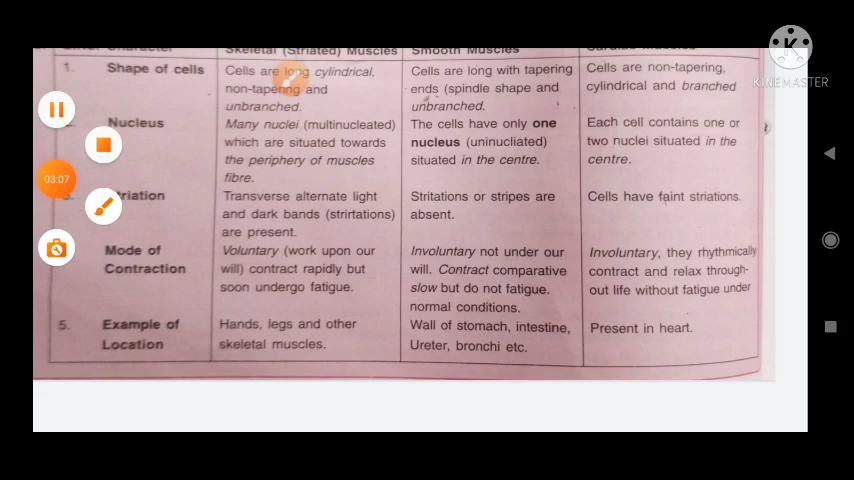 Character
Skeletal (Striated) Muscles
Smooth Muscles
Cardiac Muscles
1. Shape of cells
Cells are long cylindrical,
non-tapering and
unbranched.
Cells are long with tapering
ends (spindle shape and
unbranched.
Cells are non-tapering,
cylindrical and branched
Nucleus
Many nuclei (multinucleated)
which are situated towards
the periphery of muscles
fibre.
The cells have only one
nucleus (uninucliated)
situated in the centre.
Each cell contains one or
two nuclei situated in the
centre.
3. Striation
Transverse alternate light
and dark bands (strirtations)
are present.
Stritations or stripes are
absent.
Cells have faint striations.
Mode of
Contraction
Voluntary (work upon our
will) contract rapidly but
soon undergo fatigue.
Involuntary not under our
will. Contract comparative
slow but do not fatigue.
normal conditions.
Involuntary, they rhythmically
contract and relax through-
out life without fatigue under
5. Example of
Location
Hands, legs and other
skeletal muscles.
Wall of stomach, intestine,
Ureter, bronchi etc.
Present in heart.
03:07
KINEMASTER